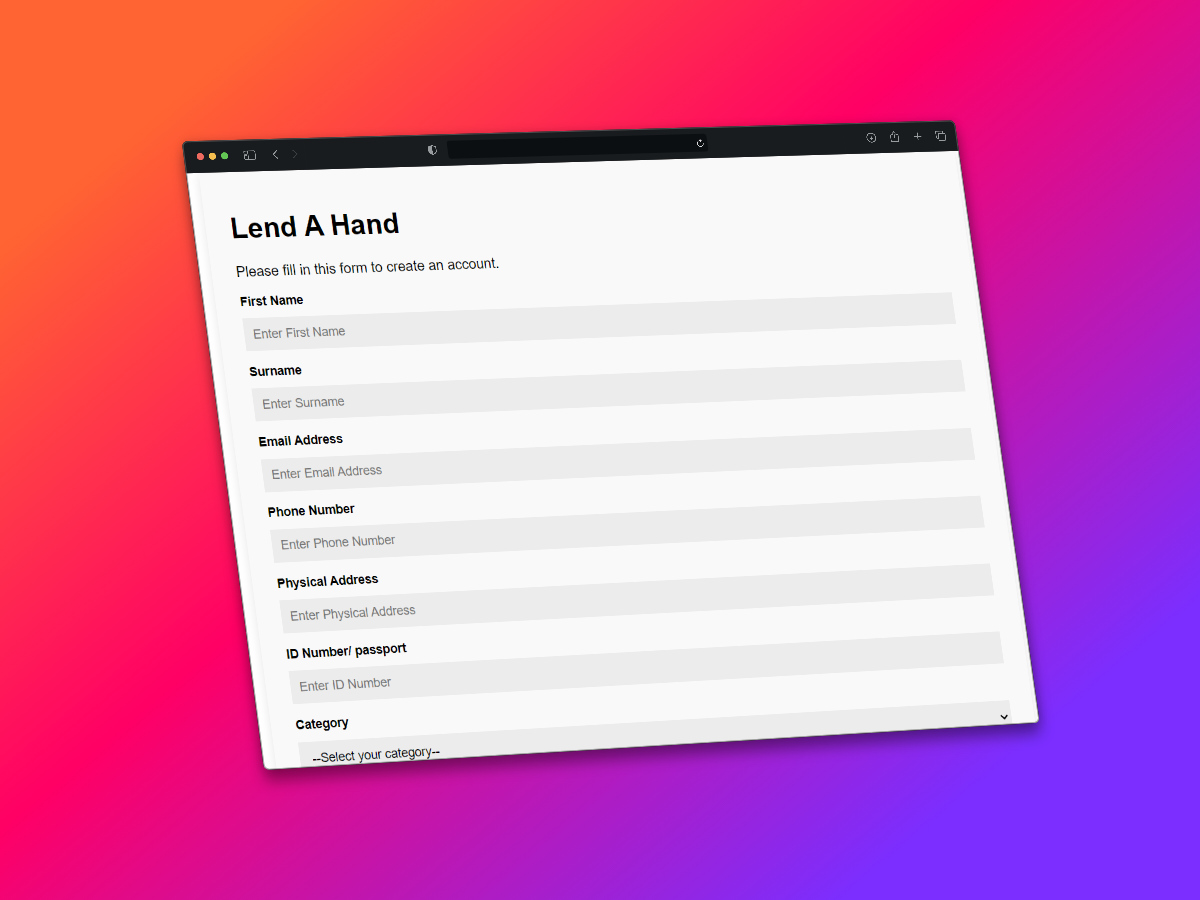 Lend A Hand
Please fill in this form to create an account.
First Name
Enter First Name
Surname
Enter Surname
Email Address
Enter Email Address
Phone Number
Enter Phone Number
Physical Address
Enter Physical Address
ID Number/ passport
Enter ID Number
Category
--Select your category--